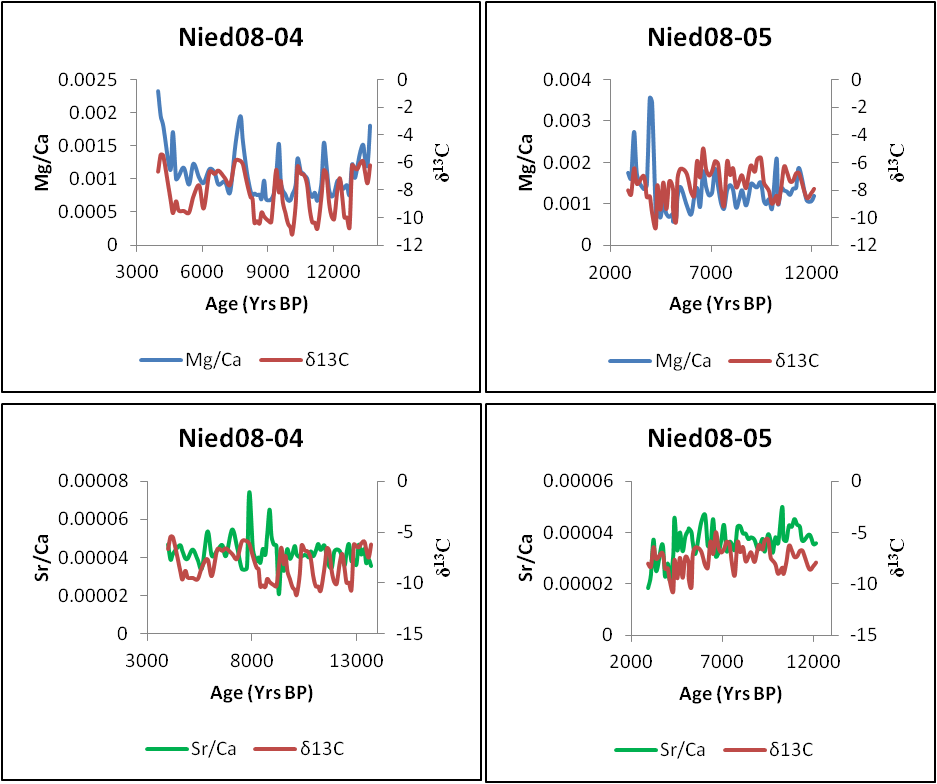 Nied08-04
0.0025
0.002
0.0015
0.001
0.0005
0
Mg/Ca
0
-2
-4
-6
-8
-10
-12
δ¹³C
3000 6000 9000 12000
Age (Yrs BP)
Mg/Ca δ13C
Nied08-05
0.004
0.003
0.002
0.001
0
Mg/Ca
0
-2
-4
-6
-8
-10
-12
δ¹³C
2000 7000 12000
Age (Yrs BP)
Mg/Ca δ13C
Nied08-04
0.00008
0.00006
0.00004
0.00002
0
Sr/Ca
0
-5
-10
-15
δ¹³C
3000 8000 13000
Age (Yrs BP)
Sr/Ca δ13C
Nied08-05
0.00006
0.00004
0.00002
0
Sr/Ca
0
-5
-10
-15
δ¹³C
2000 7000 12000
Age (Yrs BP)
Sr/Ca δ13C